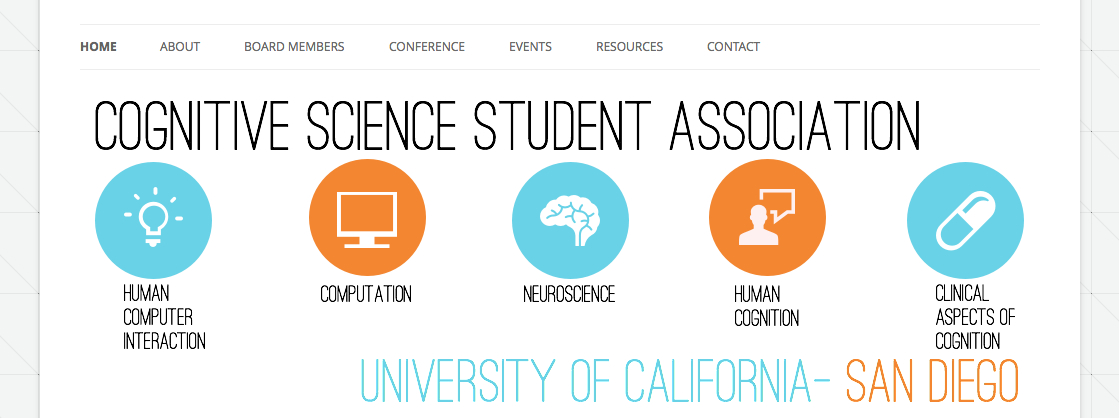 HOME ABOUT BOARD MEMBERS CONFERENCE EVENTS RESOURCES CONTACT
COGNITIVE SCIENCE STUDENT ASSOCIATION
HUMAN
COMPUTER
INTERACTION
COMPUTATION
NEUROSCIENCE
HUMAN
COGNITION
CLINICAL
ASPECTS OF
COGNITION
UNIVERSITY OF CALIFORNIA- SAN DIEGO